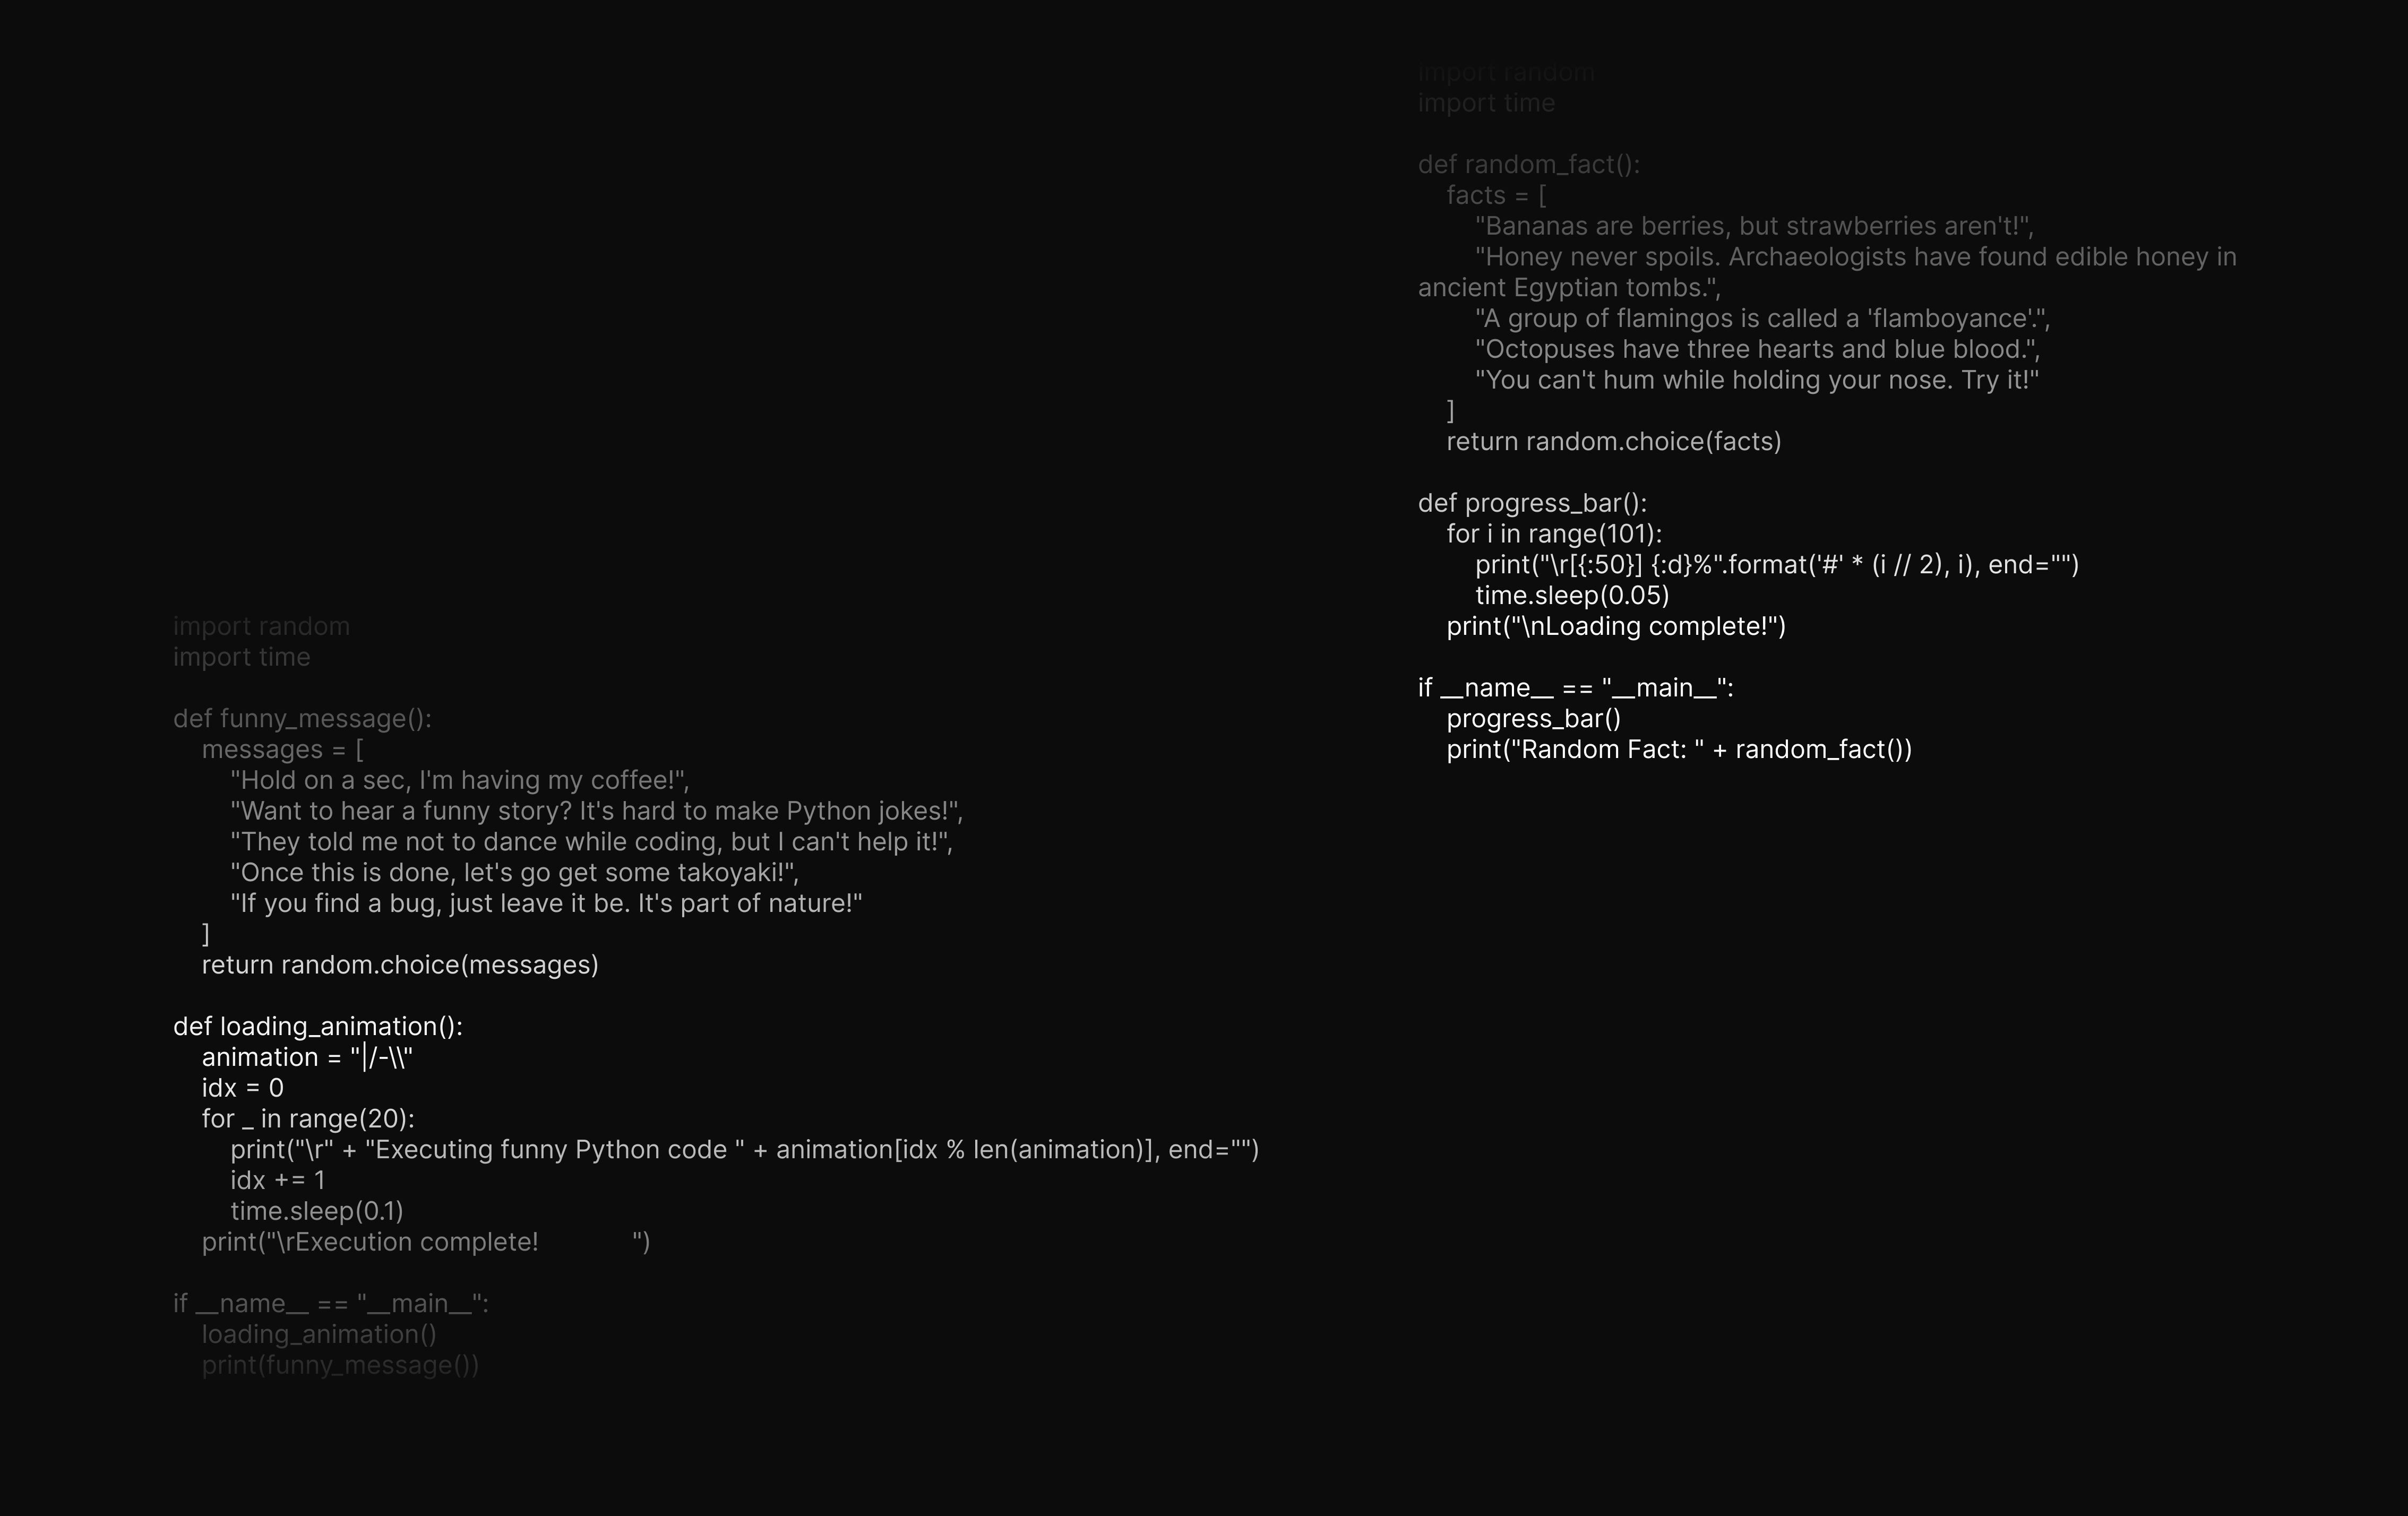 import random
import time

def funny_message():
    messages = [
        "Hold on a sec, I'm having my coffee!",
        "Want to hear a funny story? It's hard to make Python jokes!",
        "They told me not to dance while coding, but I can't help it!",
        "Once this is done, let's go get some takoyaki!",
        "If you find a bug, just leave it be. It's part of nature!"
    ]
    return random.choice(messages)

def loading_animation():
    animation = "|/-\\"
    idx = 0
    for _ in range(20):
        print("\r" + "Executing funny Python code " + animation[idx % len(animation)], end="")
        idx += 1
        time.sleep(0.1)
    print("\rExecution complete!             ")

if __name__ == "__main__":
    loading_animation()
    print(funny_message())

import random
import time

def random_fact():
    facts = [
        "Bananas are berries, but strawberries aren't!",
        "Honey never spoils. Archaeologists have found edible honey in
ancient Egyptian tombs.",
        "A group of flamingos is called a 'flamboyance'.",
        "Octopuses have three hearts and blue blood.",
        "You can't hum while holding your nose. Try it!"
    ]
    return random.choice(facts)

def progress_bar():
    for i in range(101):
        print("\r[{:50}] {:d}%".format('#' * (i // 2), i), end="")
        time.sleep(0.05)
    print("\nLoading complete!")

if __name__ == "__main__":
    progress_bar()
    print("Random Fact: " + random_fact())